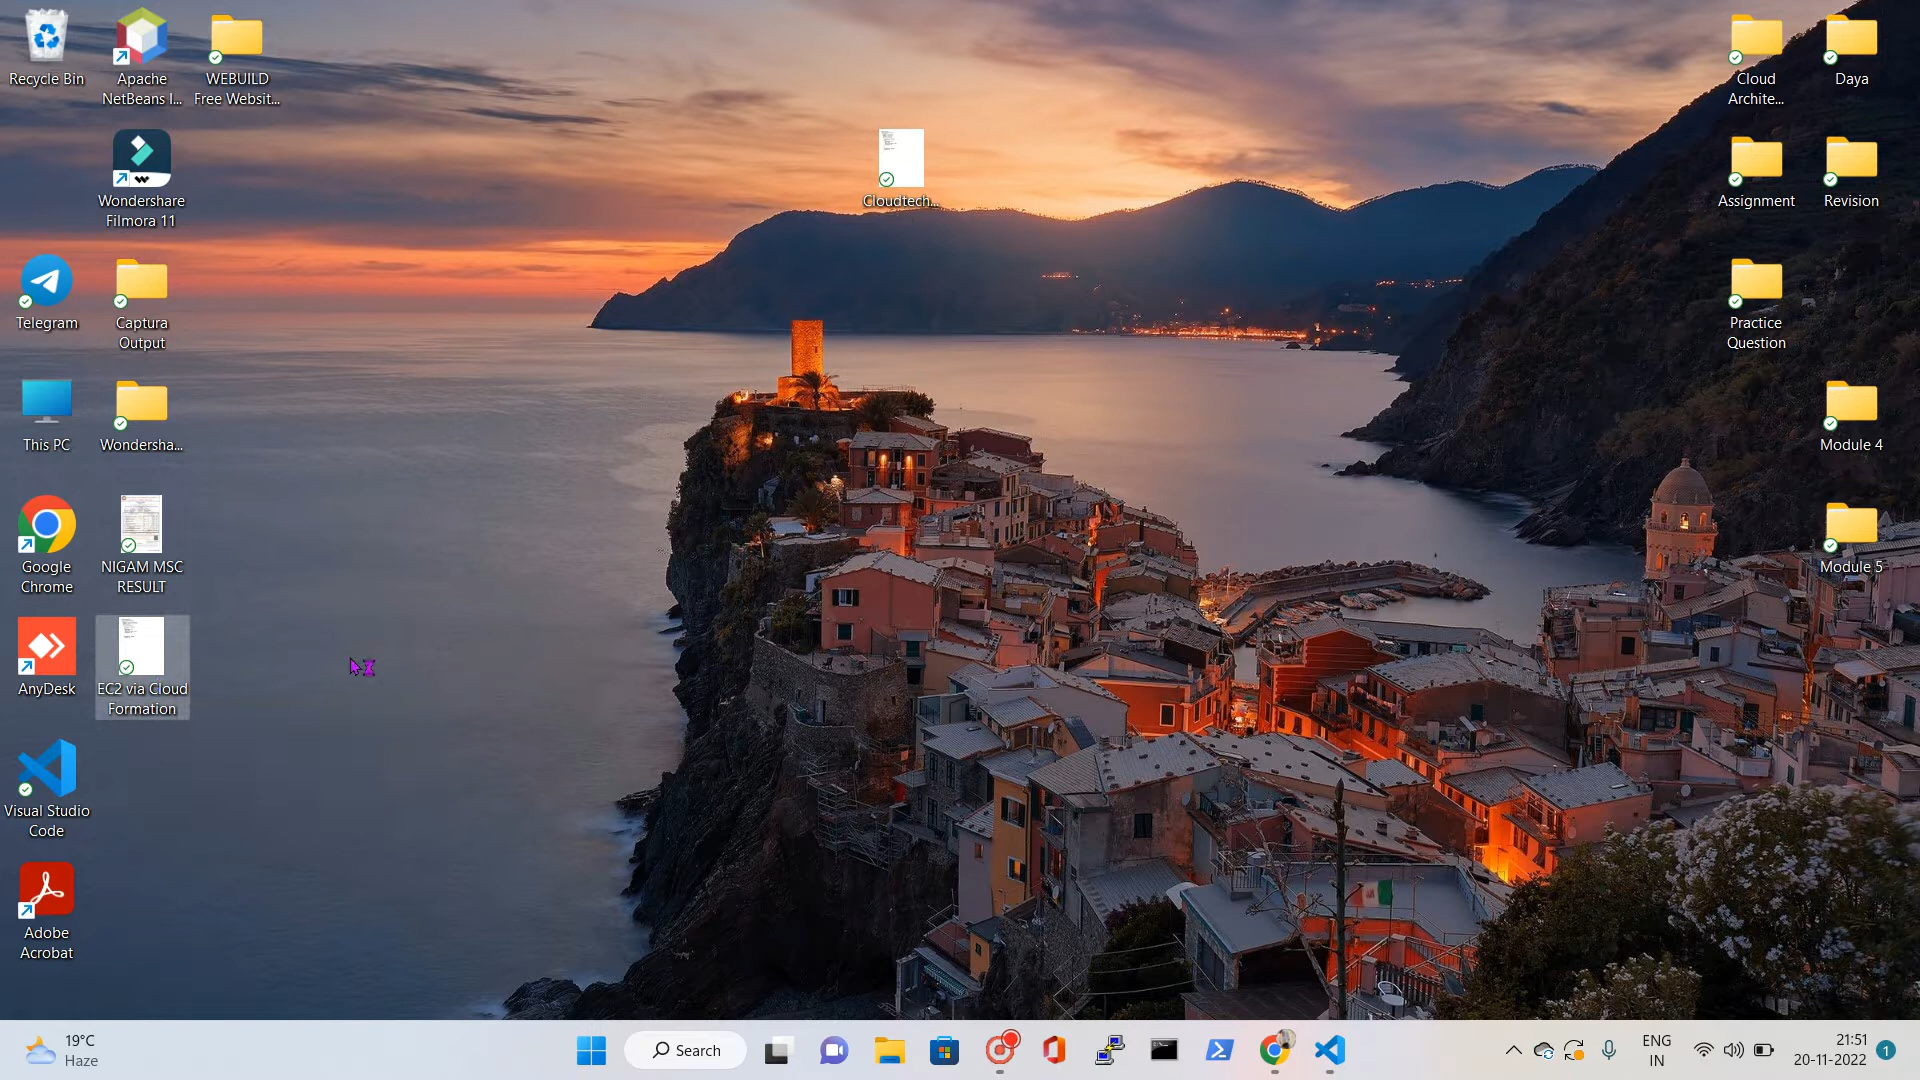 Recycle Bin
Apache
NetBeans I...
WEBUILD
Free Websit...
Wondershare
Filmora 11
Telegram
Captura
Output
This PC
Wondersha...
Google
Chrome
NIGAM MSC
RESULT
AnyDesk
EC2 via Cloud
Formation
Visual Studio
Code
Adobe
Acrobat
Cloudtech...
Cloud
Archite...
Daya
Assignment
Revision
Practice
Question
Module 4
Module 5
19°C
Haze
Search
ENG
IN
21:51
20-11-2022
1